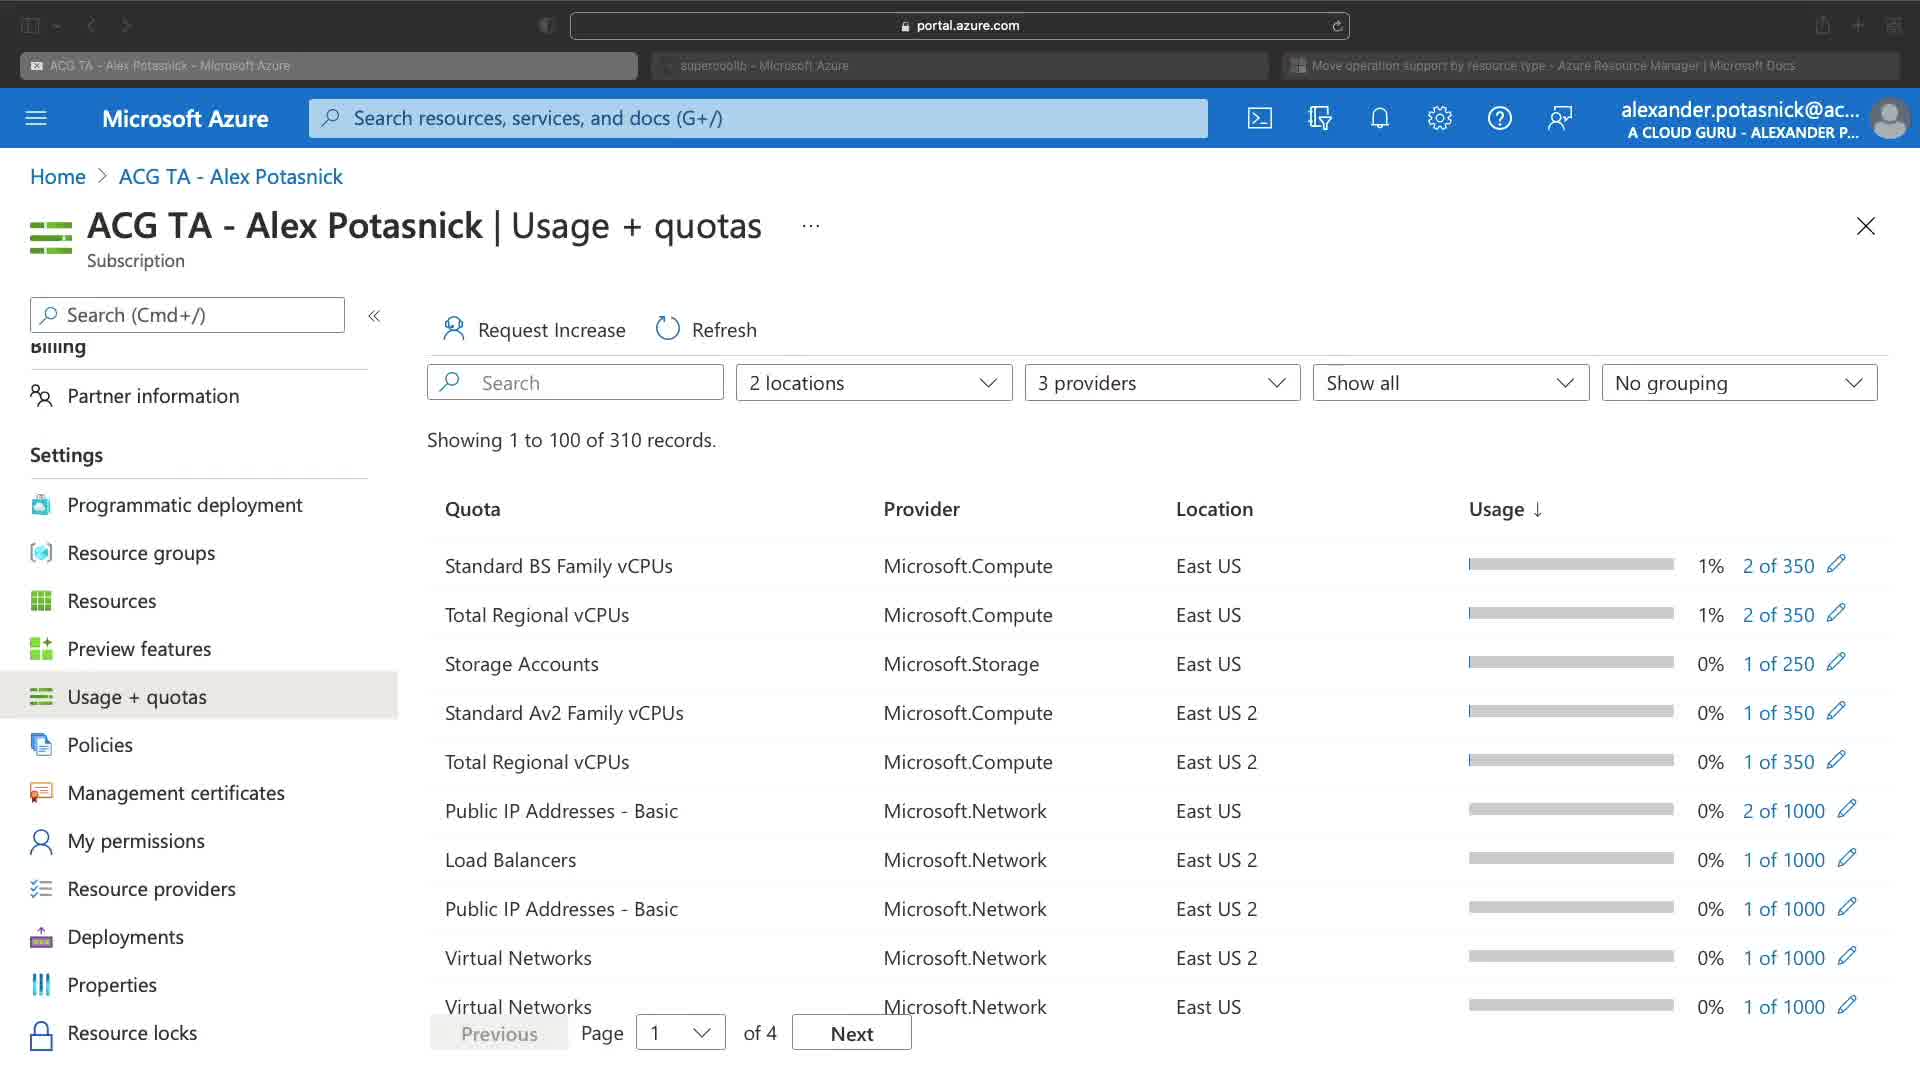 portal.azure.com
ACG TA - Alex Potasnick - Microsoft Azure
supercoollb - Microsoft Azure
Move operation support by resource type - Azure Resource Manager | Microsoft Docs
Microsoft Azure
Search resources, services, and docs (G+/)
alexander.potasnick@ac...
A CLOUD GURU - ALEXANDER P...
Home > ACG TA - Alex Potasnick
ACG TA - Alex Potasnick | Usage + quotas ...
Subscription
Search (Cmd+/)
«
Billing
Partner information
Settings
Programmatic deployment
Resource groups
Resources
Preview features
Usage + quotas
Policies
Management certificates
My permissions
Resource providers
Deployments
Properties
Resource locks
Request Increase
Refresh
Search
2 locations
3 providers
Show all
No grouping
Showing 1 to 100 of 310 records.
Quota Provider Location Usage ↓
Standard BS Family vCPUs Microsoft.Compute East US 1% 2 of 350
Total Regional vCPUs Microsoft.Compute East US 1% 2 of 350
Storage Accounts Microsoft.Storage East US 0% 1 of 250
Standard Av2 Family vCPUs Microsoft.Compute East US 2 0% 1 of 350
Total Regional vCPUs Microsoft.Compute East US 2 0% 1 of 350
Public IP Addresses - Basic Microsoft.Network East US 0% 2 of 1000
Load Balancers Microsoft.Network East US 2 0% 1 of 1000
Public IP Addresses - Basic Microsoft.Network East US 2 0% 1 of 1000
Virtual Networks Microsoft.Network East US 2 0% 1 of 1000
Virtual Networks Microsoft.Network East US 0% 1 of 1000
Previous Page 1 of 4 Next